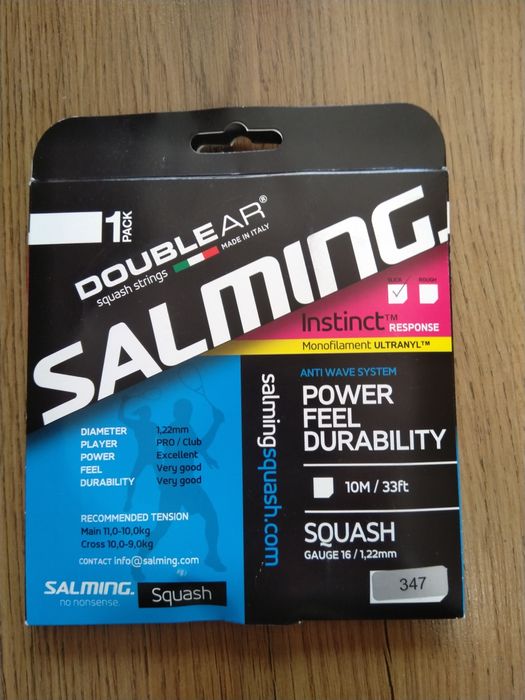 1
PACK
DOUBLE AR®
squash strings
MADE IN ITALY
SALMING.
SLICK
ROUGH
Instinct™ RESPONSE
Monofilament ULTRANYL™
ANTI WAVE SYSTEM
POWER
FEEL
DURABILITY
10M / 33ft
SQUASH
GAUGE 16 / 1,22mm
347
salmingsquash.com
DIAMETER 1,22mm
PLAYER PRO / Club
POWER Excellent
FEEL Very good
DURABILITY Very good
RECOMMENDED TENSION
Main 11,0-10,0kg
Cross 10,0-9,0kg
CONTACT info@salming.com
SALMING.
no nonsense.
Squash